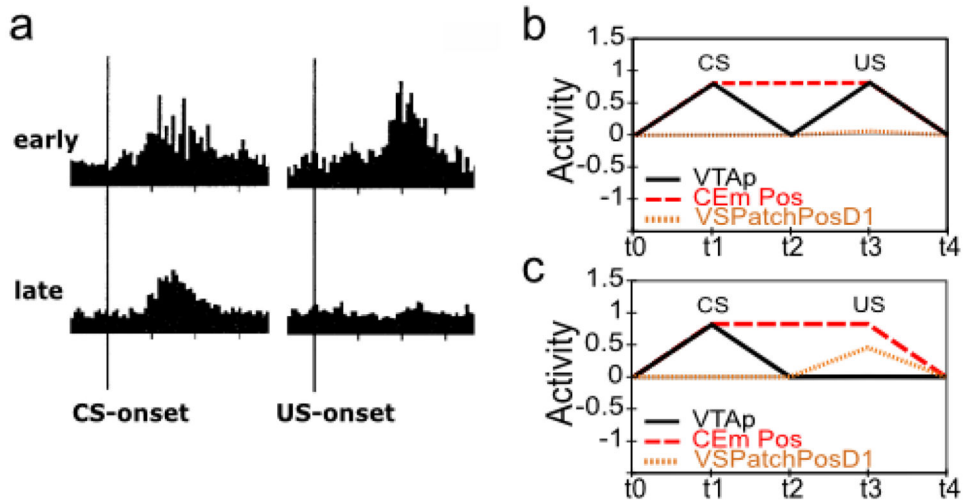 a
early
late
CS-onset
US-onset
b
Activity
1.5
1
0.5
0
-0.5
-1
CS
US
VTAp
CEm Pos
VSPatchPosD1
t0 t1 t2 t3 t4
c
Activity
1.5
1
0.5
0
-0.5
-1
CS
US
VTAp
CEm Pos
VSPatchPosD1
t0 t1 t2 t3 t4